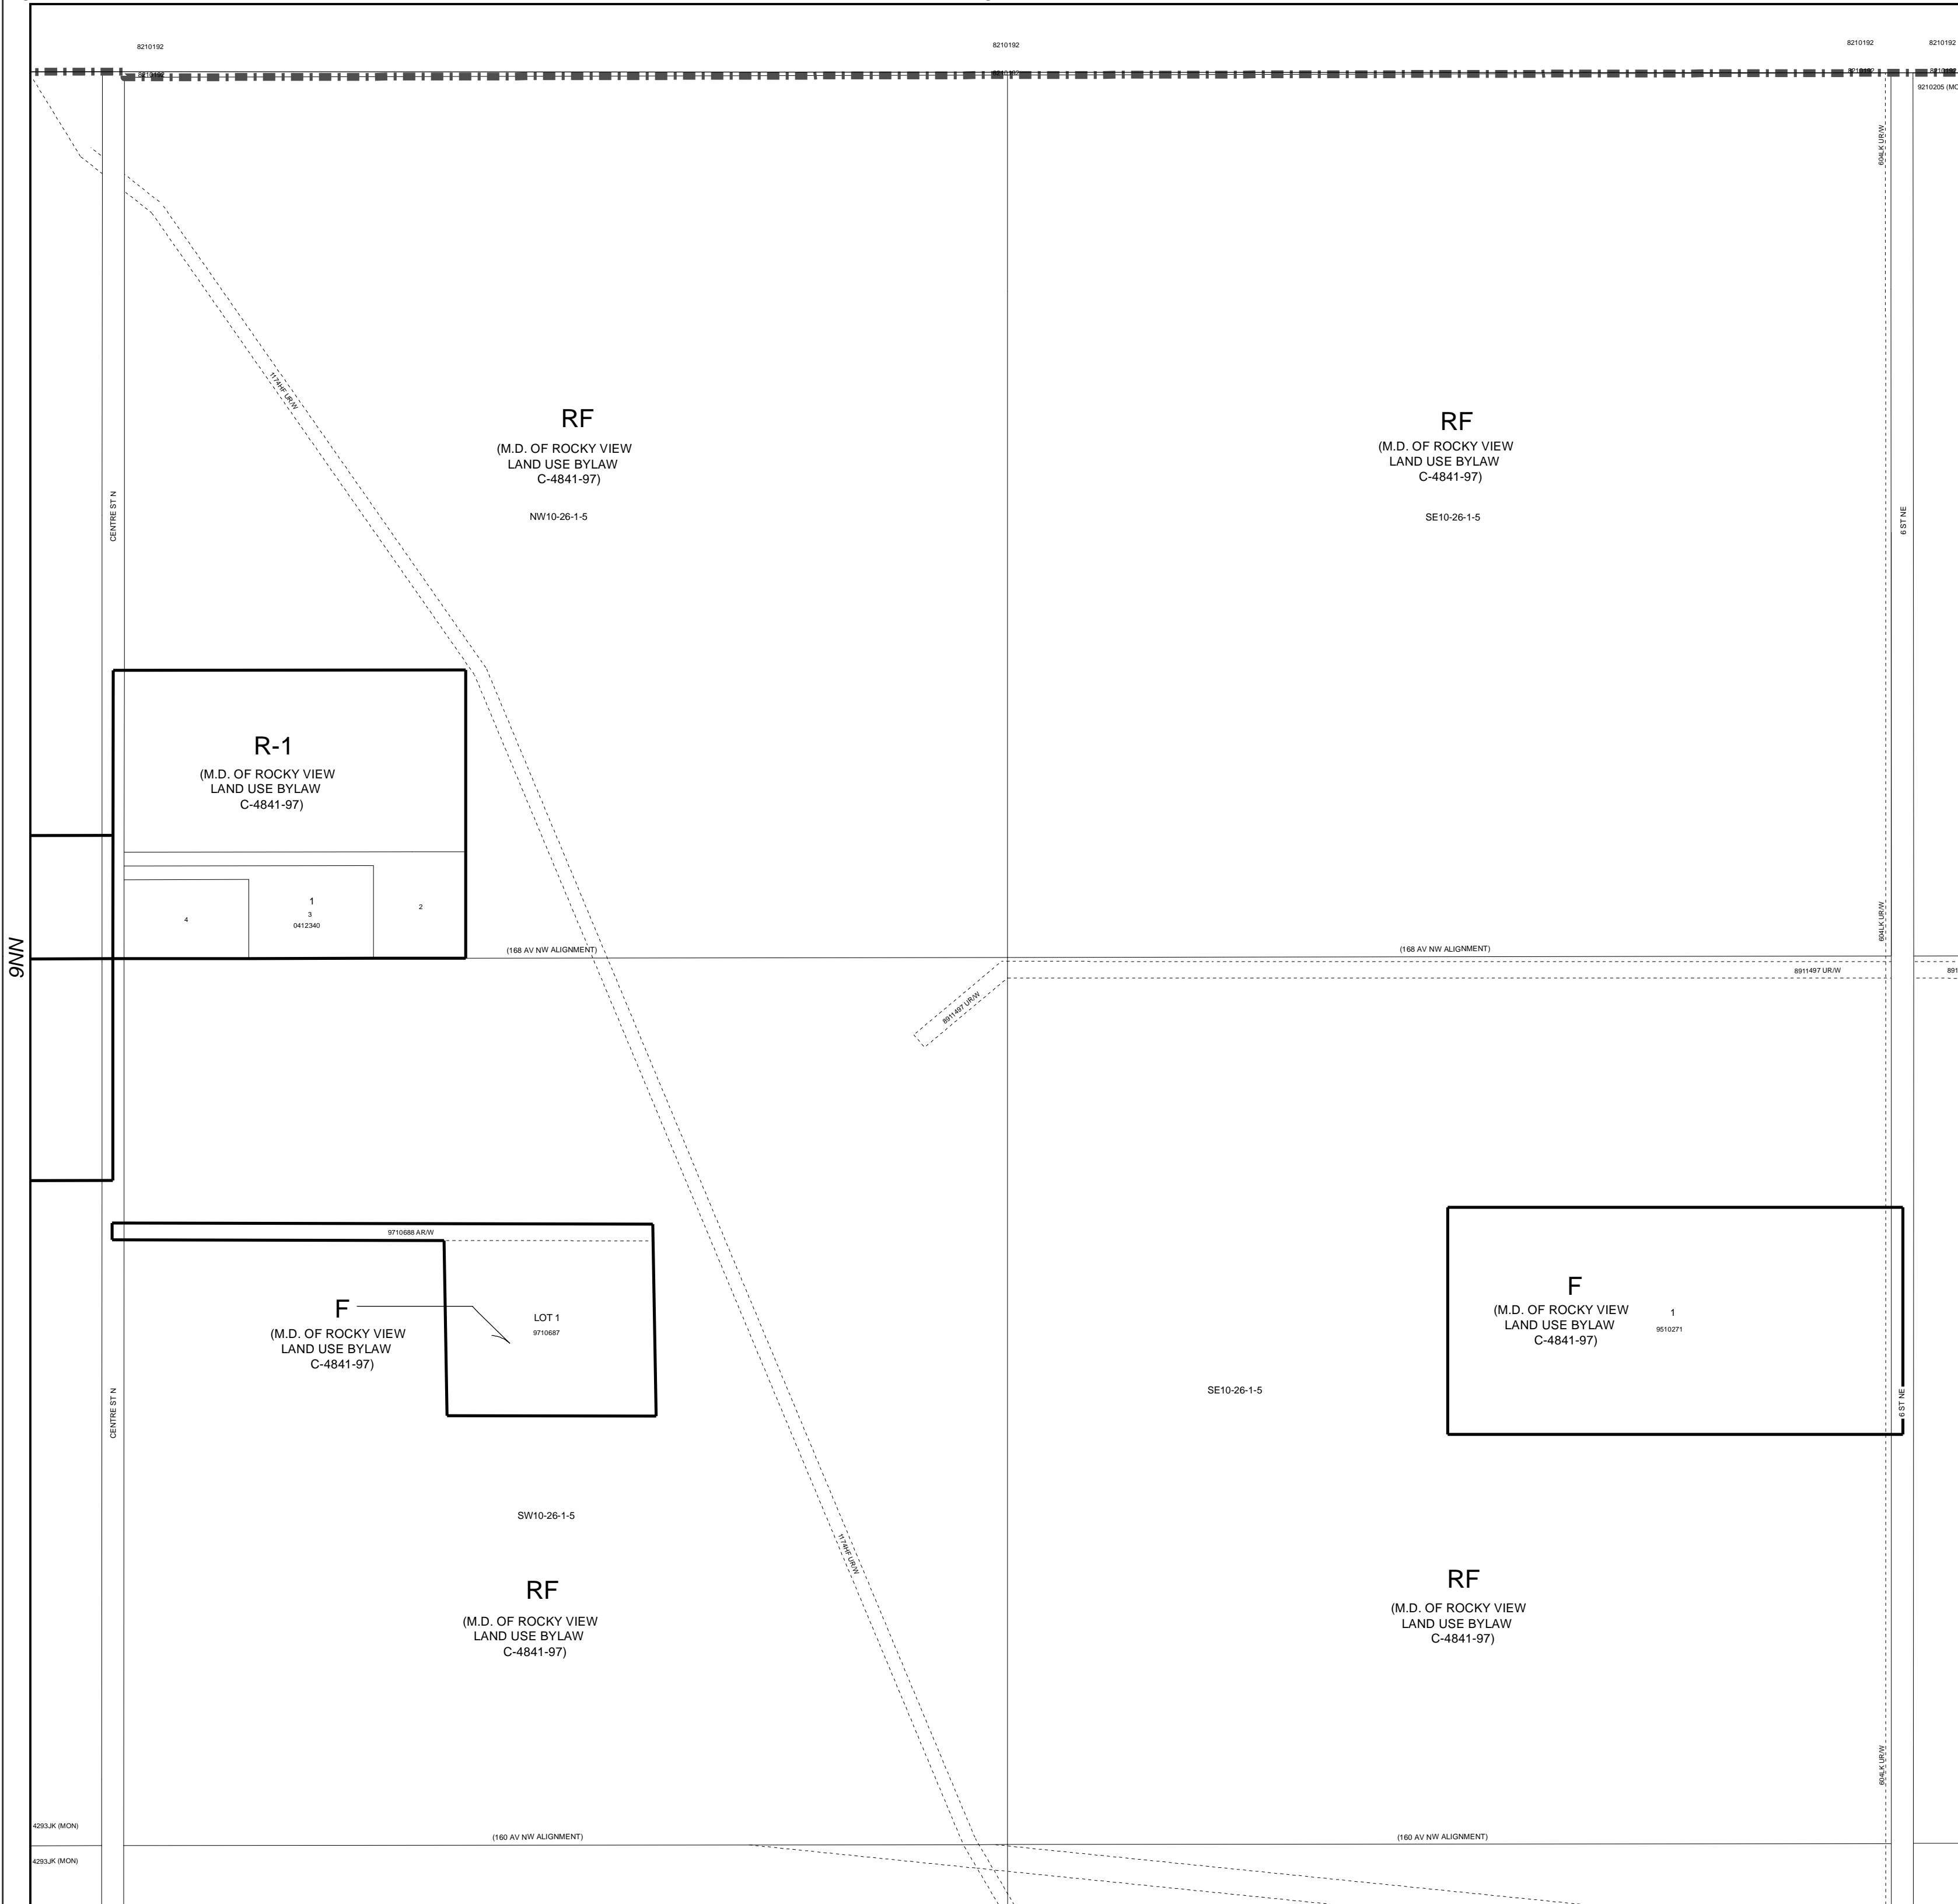 8210192
8210192
8210192
8210192
8210192
8210192
8210192
8210192
9210205 (MO
604LK UR/W
1174HF UR/W
RF
(M.D. OF ROCKY VIEW
LAND USE BYLAW
C-4841-97)
NW10-26-1-5
RF
(M.D. OF ROCKY VIEW
LAND USE BYLAW
C-4841-97)
SE10-26-1-5
CENTRE ST N
6 ST NE
R-1
(M.D. OF ROCKY VIEW
LAND USE BYLAW
C-4841-97)
4
1
3
0412340
2
9NN
(168 AV NW ALIGNMENT)
(168 AV NW ALIGNMENT)
604LK UR/W
8911497 UR/W
891
8911497 UR/W
9710688 AR/W
F
(M.D. OF ROCKY VIEW
LAND USE BYLAW
C-4841-97)
LOT 1
9710687
F
(M.D. OF ROCKY VIEW
LAND USE BYLAW
C-4841-97)
1
9510271
CENTRE ST N
SE10-26-1-5
6 ST NE
SW10-26-1-5
1174HF UR/W
RF
(M.D. OF ROCKY VIEW
LAND USE BYLAW
C-4841-97)
RF
(M.D. OF ROCKY VIEW
LAND USE BYLAW
C-4841-97)
604LK UR/W
4293JK (MON)
(160 AV NW ALIGNMENT)
(160 AV NW ALIGNMENT)
4293JK (MON)